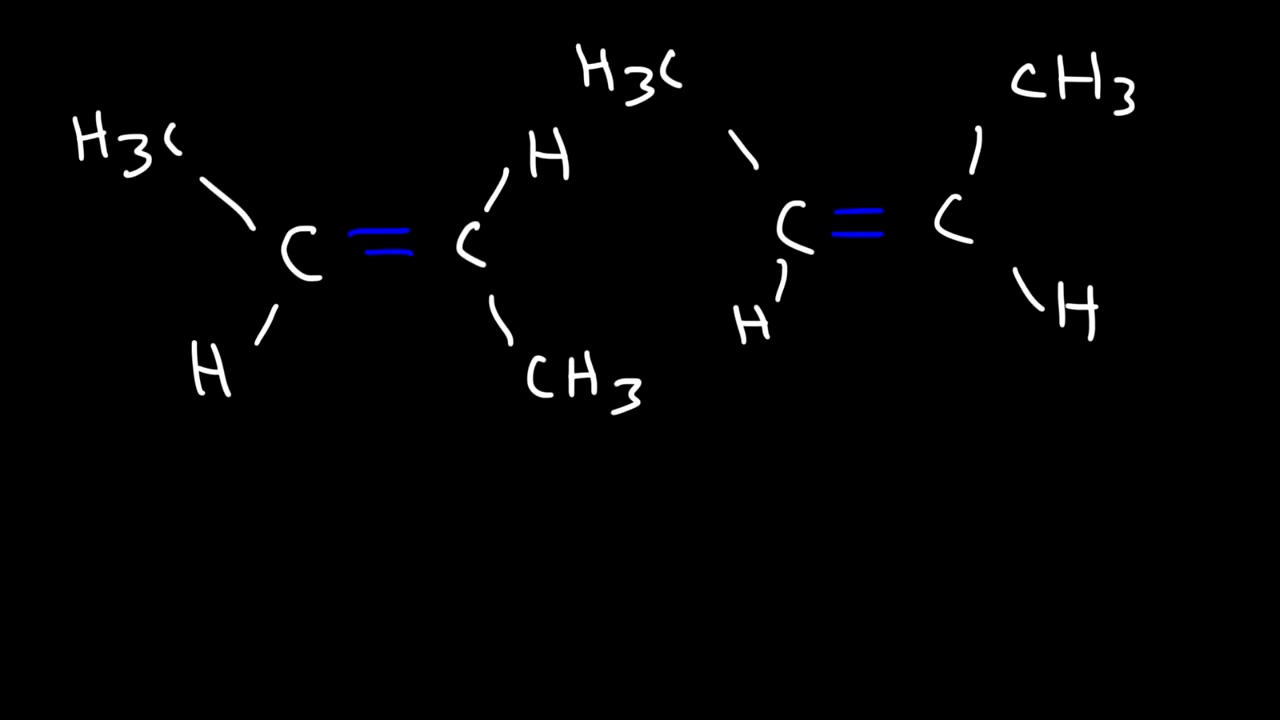 H3C H
C = C
H CH3
H3C CH3
C = C
H H